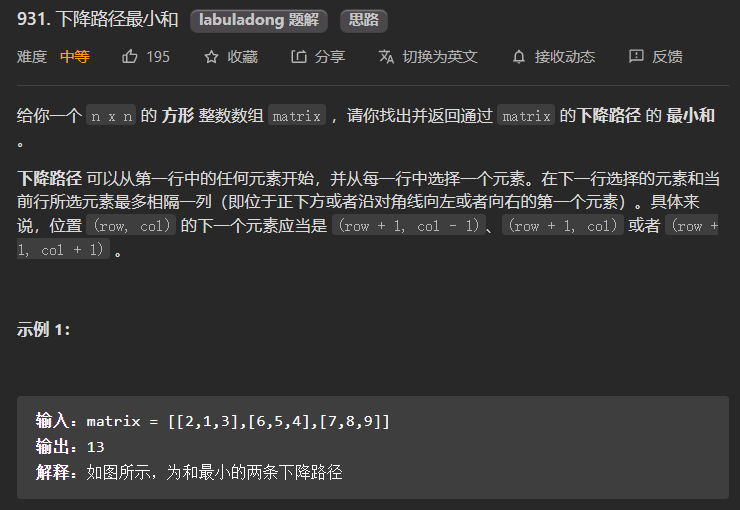 931. 下降路径最小和 labuladong 题解 思路
难度 中等 195 收藏 分享 切换为英文 接收动态 反馈
给你一个 n x n 的 方形 整数数组 matrix ，请你找出并返回通过 matrix 的下降路径 的 最小和
。
下降路径 可以从第一行中的任何元素开始，并从每一行中选择一个元素。在下一行选择的元素和当
前行所选元素最多相隔一列（即位于正下方或者沿对角线向左或者向右的第一个元素）。具体来
说，位置 (row, col) 的下一个元素应当是 (row + 1, col - 1)、(row + 1, col) 或者 (row +
1, col + 1) 。
示例 1：
输入：matrix = [[2,1,3],[6,5,4],[7,8,9]]
输出：13
解释：如图所示，为和最小的两条下降路径